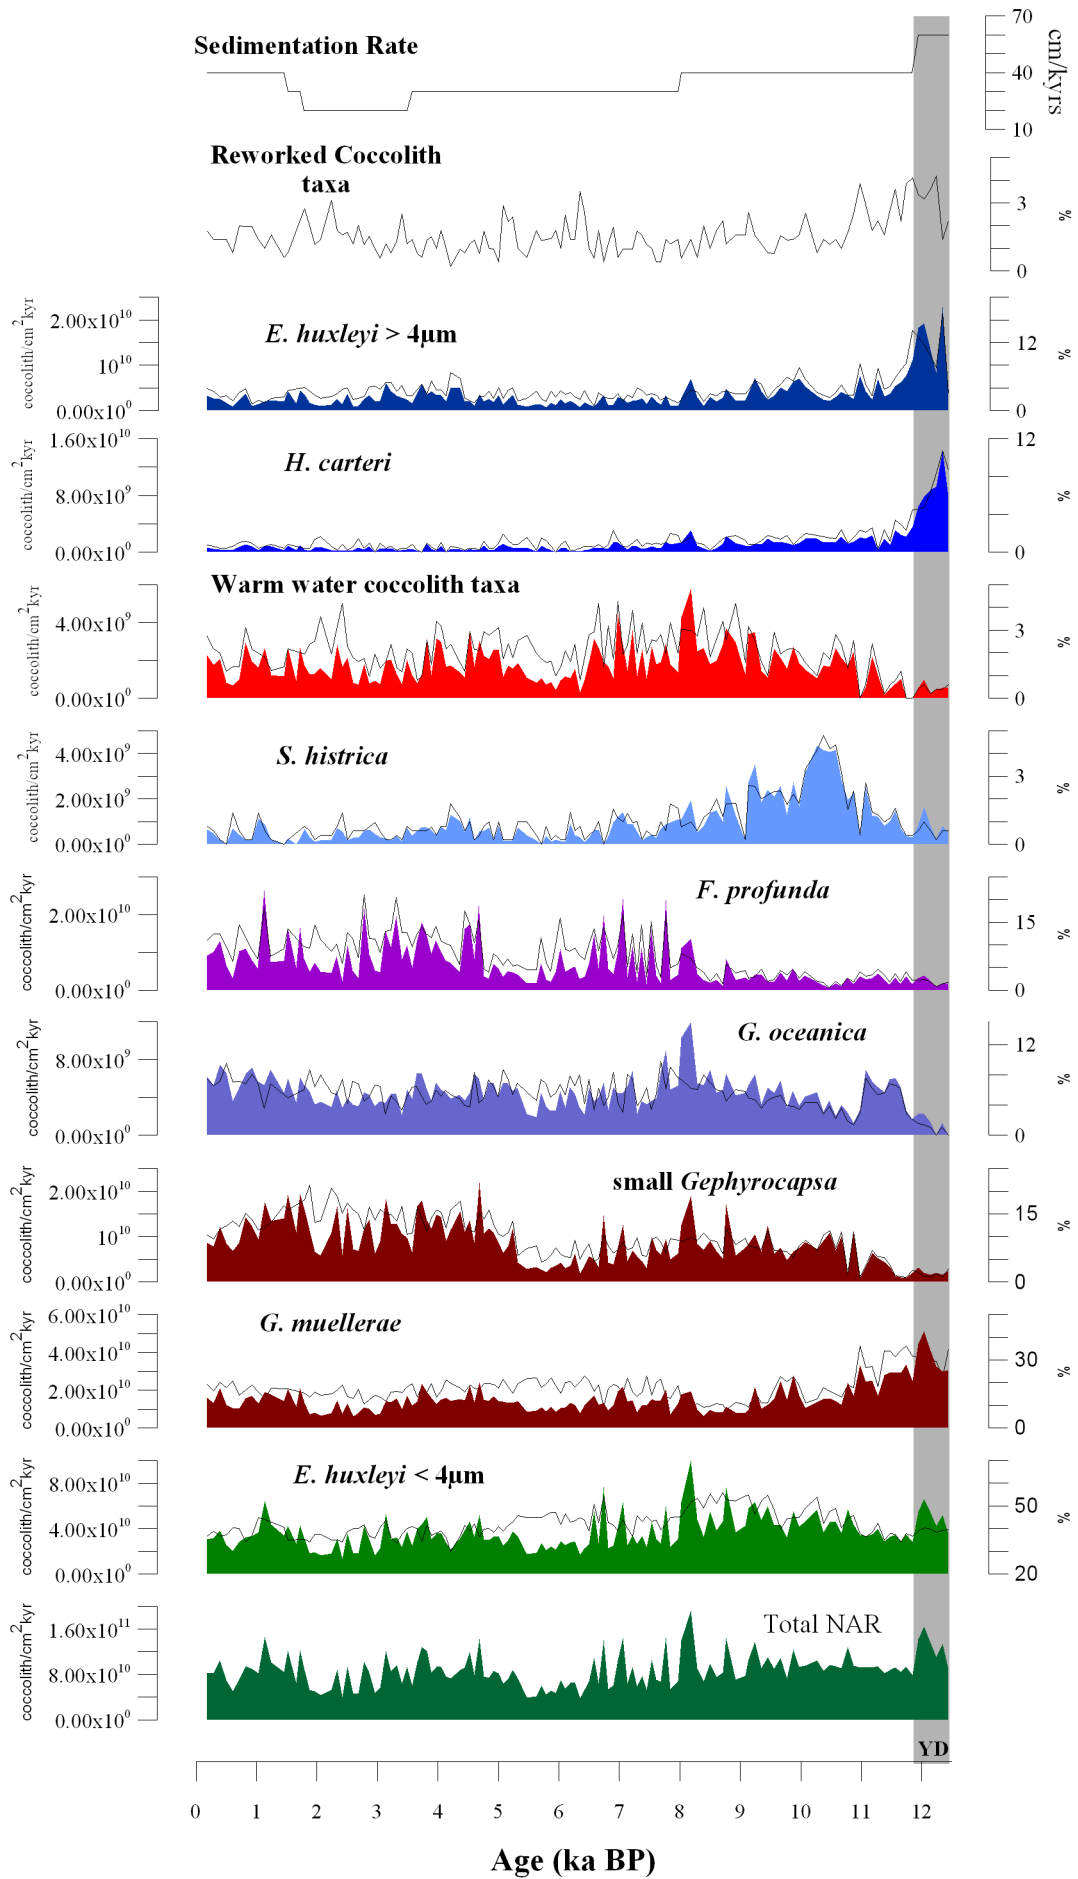 Sedimentation Rate
70
40
10
cm/kyrs
Reworked Coccolith
taxa
3
0
%
coccolith/cm²kyr
2.00x10¹⁰
10¹⁰
0.00x10⁰
E. huxleyi > 4μm
12
0
%
coccolith/cm²kyr
1.60x10¹⁰
8.00x10⁹
0.00x10⁰
H. carteri
12
0
%
coccolith/cm²kyr
4.00x10⁹
0.00x10⁰
Warm water coccolith taxa
3
0
%
coccolith/cm²kyr
4.00x10⁹
2.00x10⁹
0.00x10⁰
S. histrica
3
0
%
coccolith/cm²kyr
2.00x10¹⁰
0.00x10⁰
F. profunda
15
0
%
coccolith/cm²kyr
8.00x10⁹
0.00x10⁰
G. oceanica
12
0
%
coccolith/cm²kyr
2.00x10¹⁰
10¹⁰
0.00x10⁰
small Gephyrocapsa
15
0
%
coccolith/cm²kyr
6.00x10¹⁰
4.00x10¹⁰
2.00x10¹⁰
0.00x10⁰
G. muellerae
30
0
%
coccolith/cm²kyr
8.00x10¹⁰
4.00x10¹⁰
0.00x10⁰
E. huxleyi < 4μm
50
20
%
coccolith/cm²kyr
1.60x10¹¹
8.00x10¹⁰
0.00x10⁰
Total NAR
YD
0 1 2 3 4 5 6 7 8 9 10 11 12
Age (ka BP)